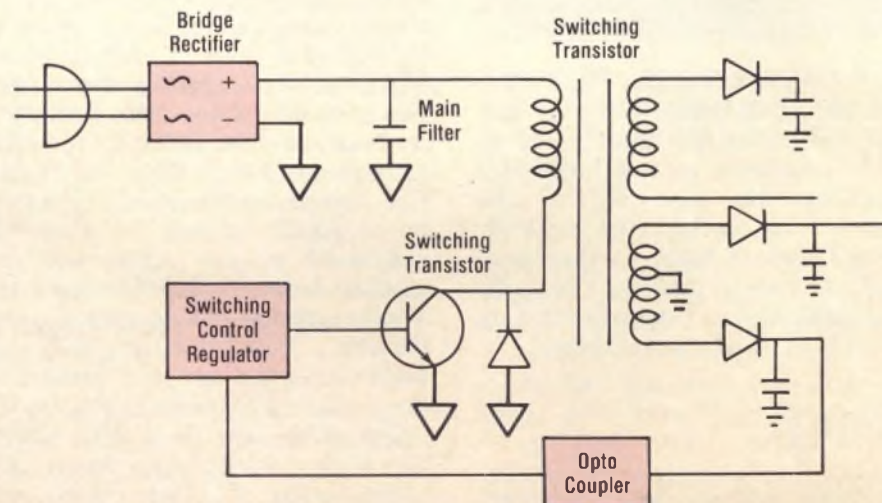 Bridge
Rectifier
Switching
Transistor
+
−
Main
Filter
Switching
Transistor
Switching
Control
Regulator
Opto
Coupler